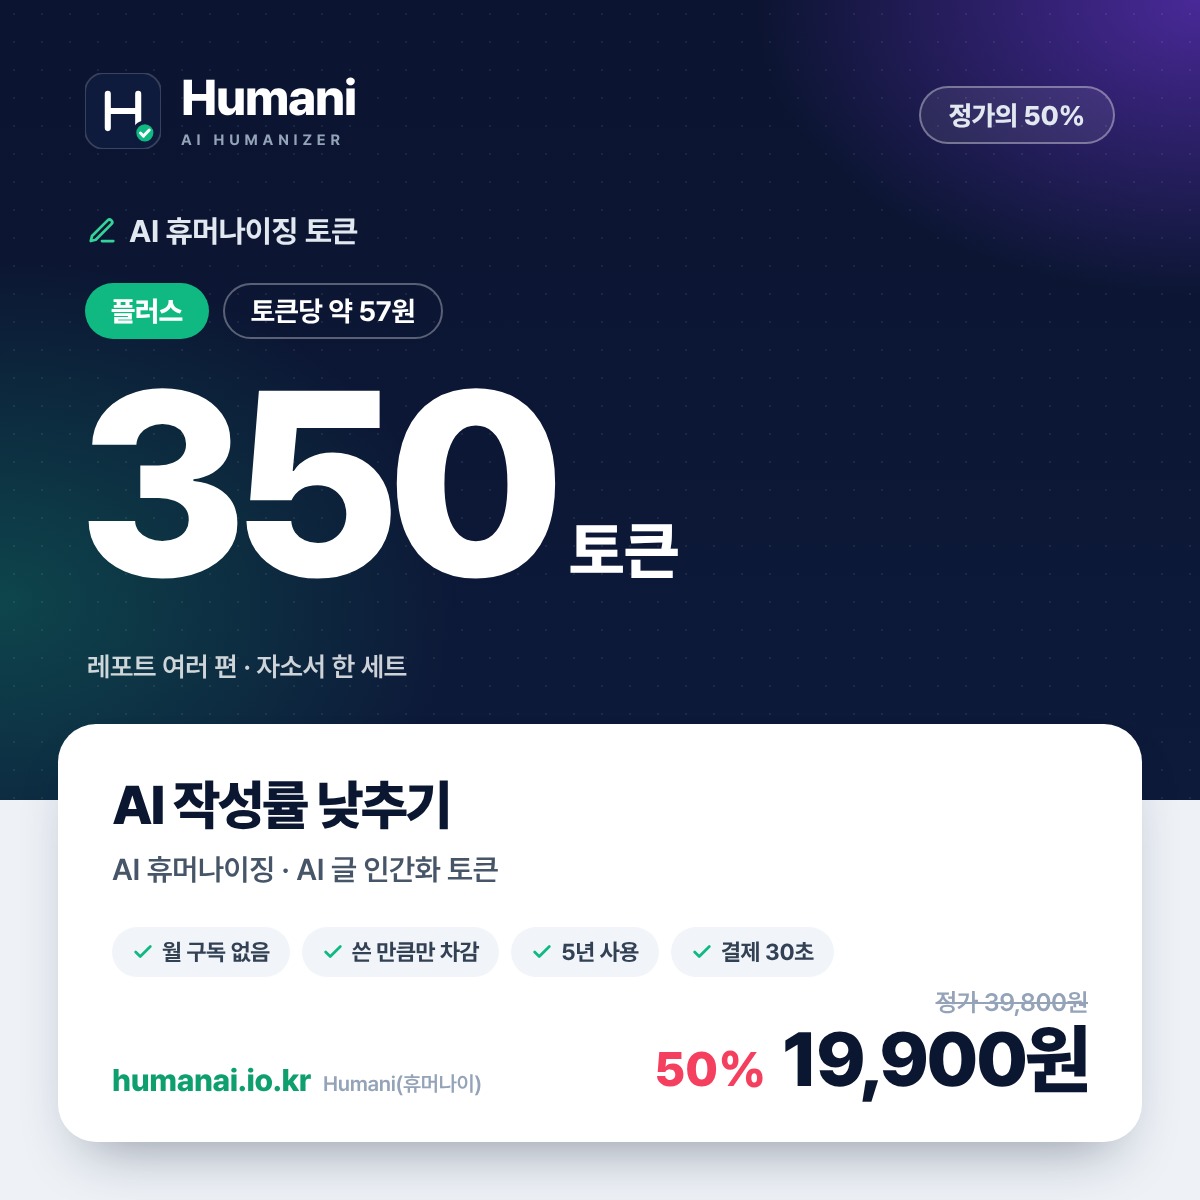 Humani
AI HUMANIZER
정가의 50%
AI 휴머나이징 토큰
플러스
토큰당 약 57원
350 토큰
레포트 여러 편 · 자소서 한 세트
AI 작성률 낮추기
AI 휴머나이징 · AI 글 인간화 토큰
월 구독 없음
쓴 만큼만 차감
5년 사용
결제 30초
정가 39,800원
50% 19,900원
humanai.io.kr Humani(휴머나이)